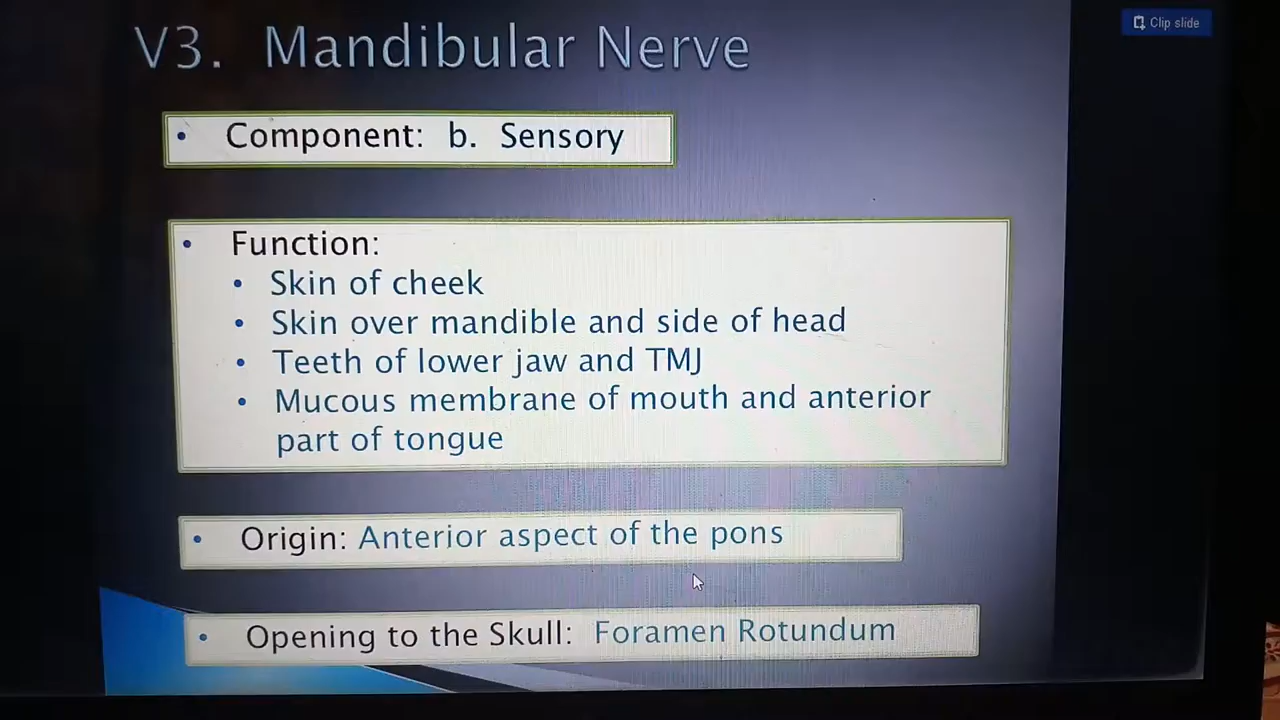 Clip slide
V3. Mandibular Nerve
• Component: b. Sensory
• Function:
• Skin of cheek
• Skin over mandible and side of head
• Teeth of lower jaw and TMJ
• Mucous membrane of mouth and anterior
part of tongue
• Origin: Anterior aspect of the pons
• Opening to the Skull: Foramen Rotundum